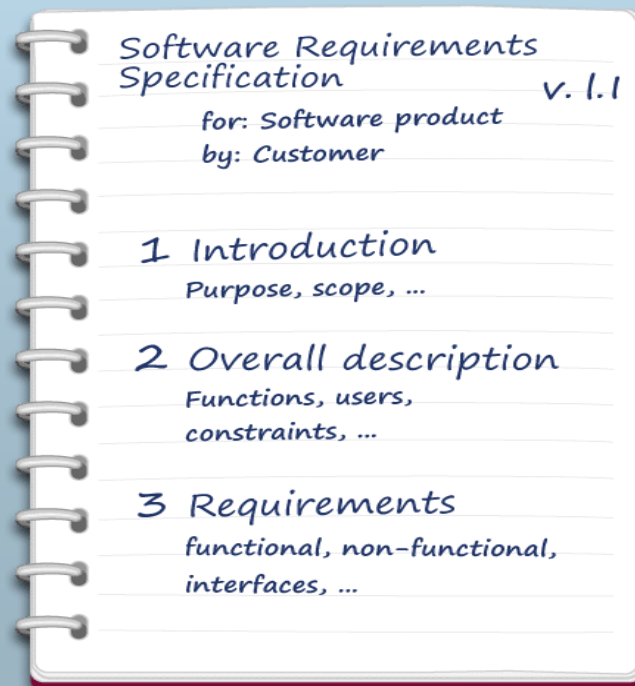 Software Requirements
Specification
v. 1.1
for: Software product
by: Customer
1 Introduction
Purpose, scope, ...
2 Overall description
Functions, users,
constraints, ...
3 Requirements
functional, non-functional,
interfaces, ...